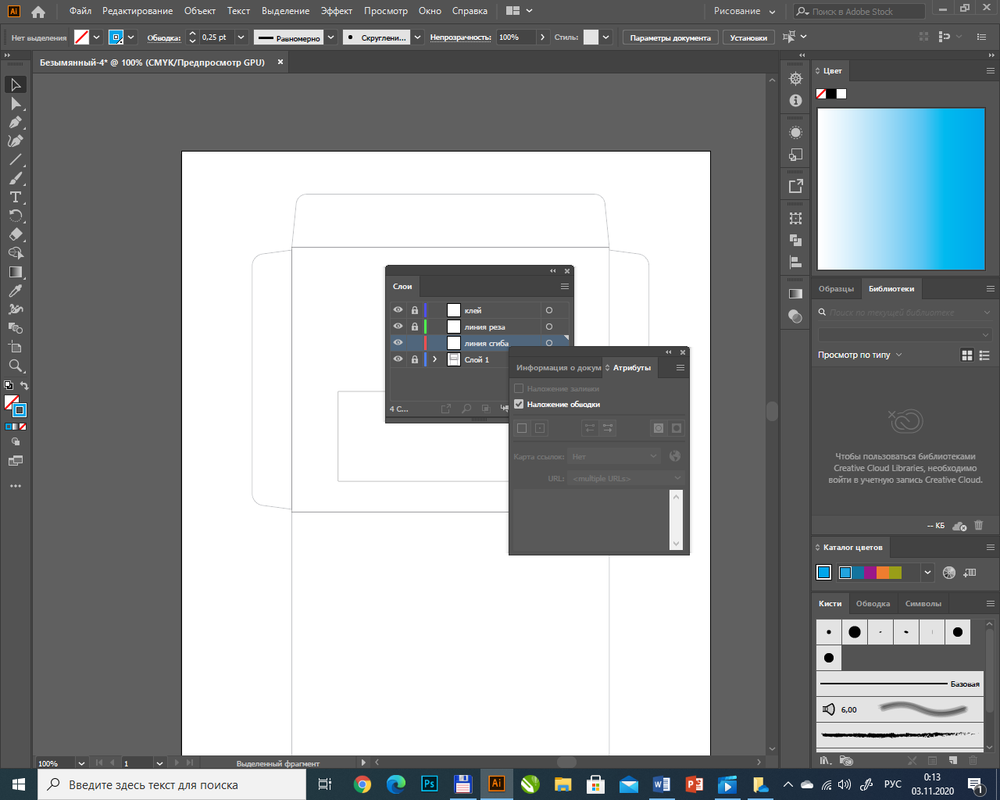 Ai Файл Редактирование Объект Текст Выделение Эффект Просмотр Окно Справка Рисование Поиск в Adobe Stock
Нет выделения Обводка: 0,25 pt Равномерно Скруглени... Непрозрачность: 100% Стиль: Параметры документа Установки
Безымянный-4* @ 100% (CMYK/Предпросмотр GPU)
Цвет
Слои
клей
линия реза
линия сгиба
Слой 1
4 С...
Информация о докум Атрибуты
Наложение заливки
Наложение обводки
Карта ссылок: Нет
URL: <multiple URLs>
Образцы Библиотеки
Поиск по текущей библиотеке
Просмотр по типу
Чтобы пользоваться библиотеками
Creative Cloud Libraries, необходимо
войти в учетную запись Creative Cloud.
-- КБ
Каталог цветов
Кисти Обводка Символы
Базовая
6,00
100% 1 Выделенный фрагмент
Введите здесь текст для поиска
Ps Ai
РУС
0:13
03.11.2020
1